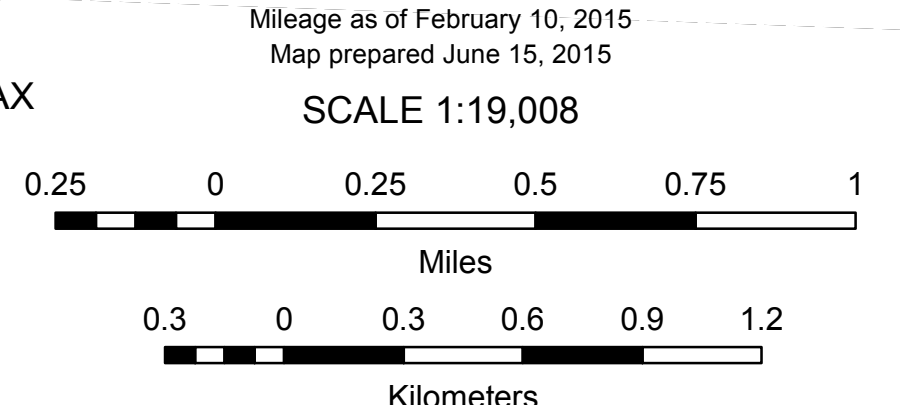 Mileage as of February 10, 2015
Map prepared June 15, 2015
AX
SCALE 1:19,008
0.25 0 0.25 0.5 0.75 1
Miles
0.3 0 0.3 0.6 0.9 1.2
Kilometers